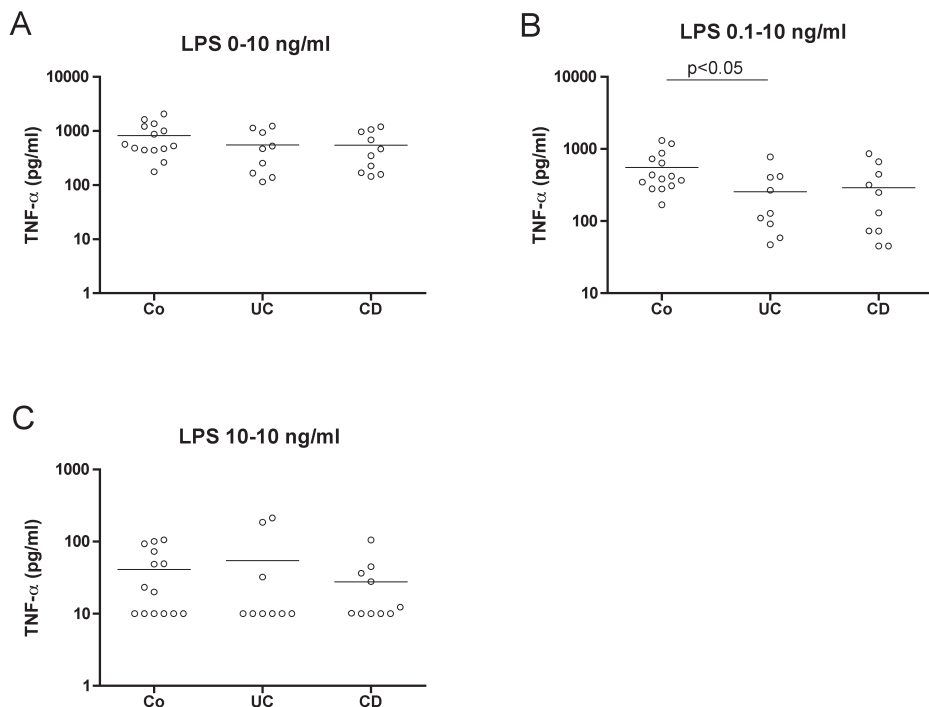 A
LPS 0-10 ng/ml
10000
1000
100
10
1
TNF-α (pg/ml)
Co UC CD
B
LPS 0.1-10 ng/ml
p<0.05
10000
1000
100
10
TNF-α (pg/ml)
Co UC CD
C
LPS 10-10 ng/ml
1000
100
10
1
TNF-α (pg/ml)
Co UC CD